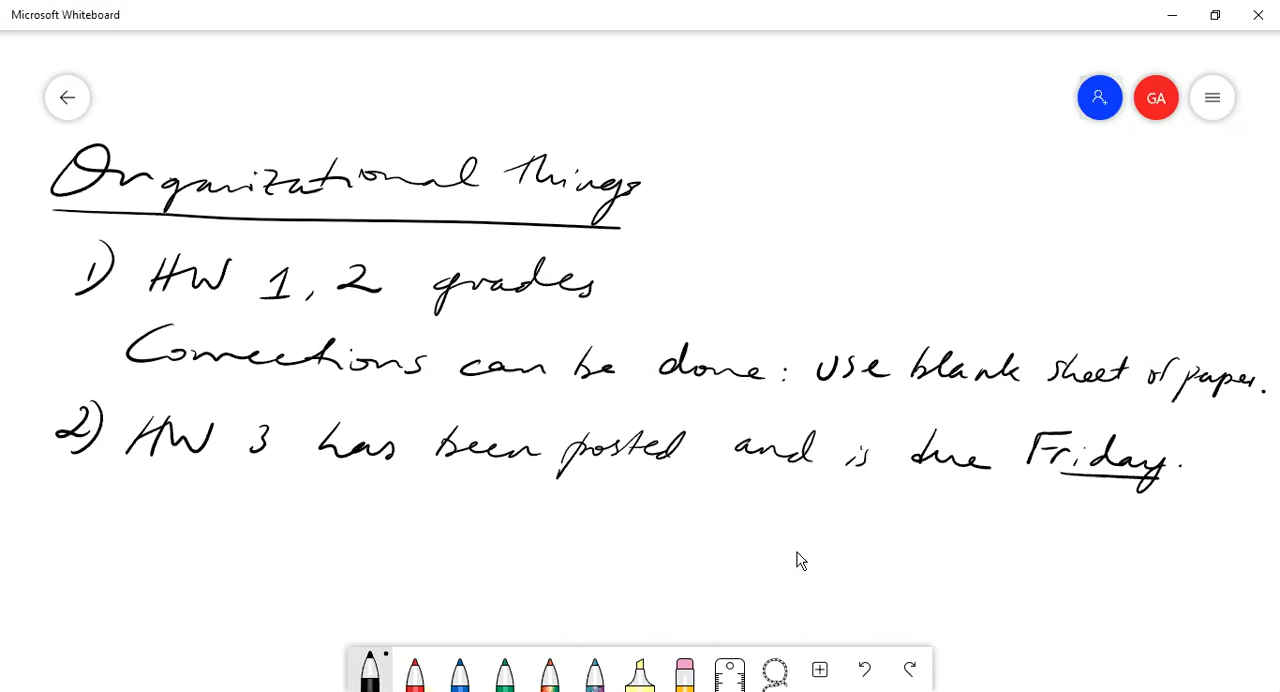 Microsoft Whiteboard
GA
Organizational Things
1) HW 1, 2 grades
Corrections can be done: use blank sheet of paper.
2) HW 3 has been posted and is due Friday.